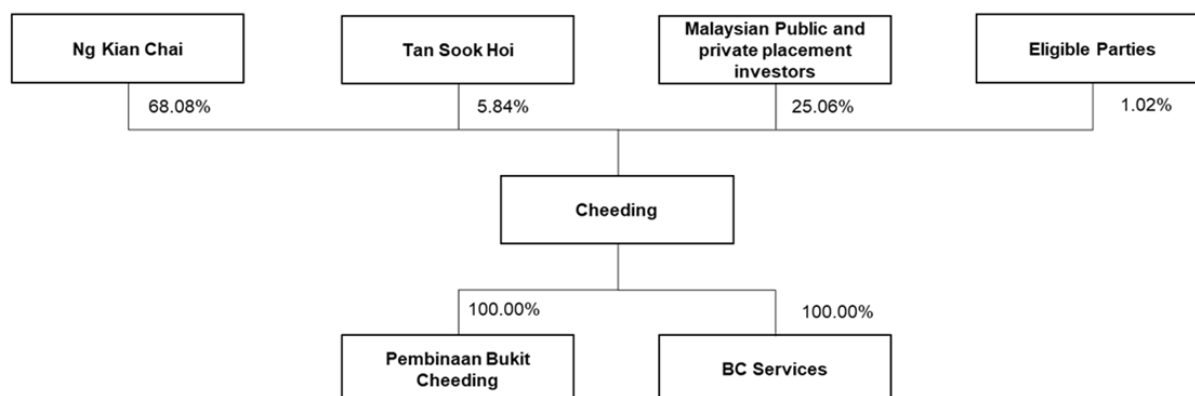 Ng Kian Chai
Tan Sook Hoi
Malaysian Public and
private placement
investors
Eligible Parties
68.08%
5.84%
25.06%
1.02%
Cheeding
100.00%
100.00%
Pembinaan Bukit
Cheeding
BC Services